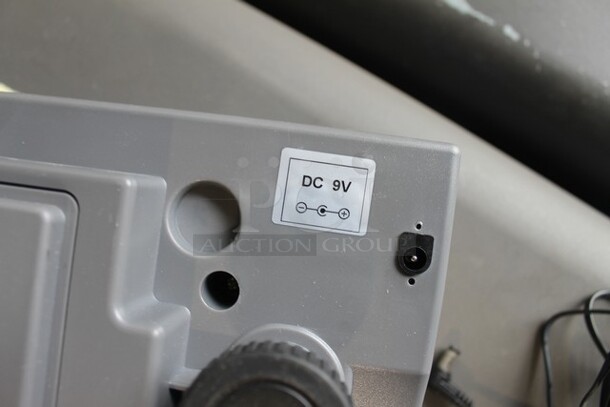 DC 9V
− +
AUCTION GROUP